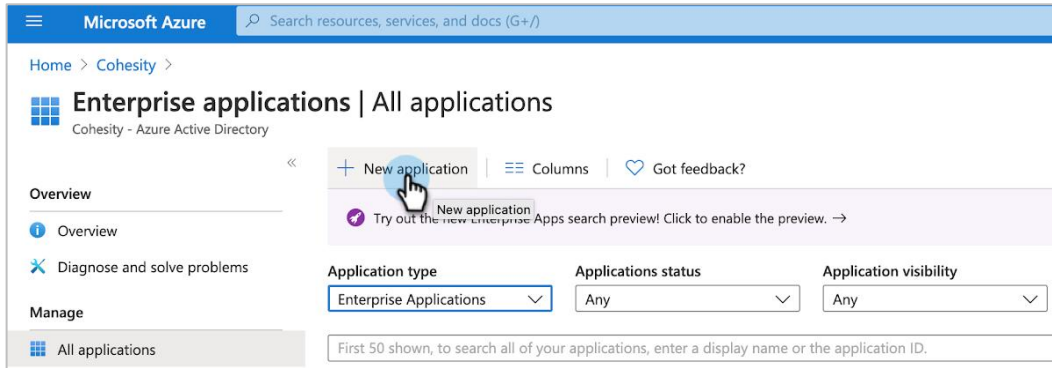 Microsoft Azure
Search resources, services, and docs (G+/)
Home > Cohesity >
Enterprise applications | All applications
Cohesity - Azure Active Directory
«
+ New application
Columns
Got feedback?
New application
Try out the new Enterprise Apps search preview! Click to enable the preview. →
Overview
Overview
Diagnose and solve problems
Manage
All applications
Application type
Applications status
Application visibility
Enterprise Applications
Any
Any
First 50 shown, to search all of your applications, enter a display name or the application ID.